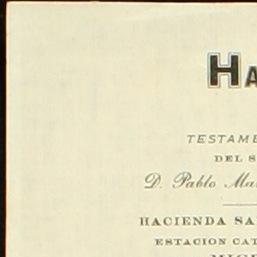 HA
TESTAME
DEL S
D. Pablo Ma
HACIENDA SA
ESTACION CAT